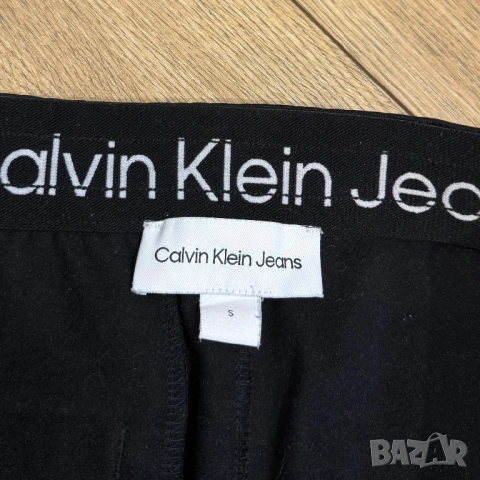 alvin Klein Jea
Calvin Klein Jeans
S
BAZAR